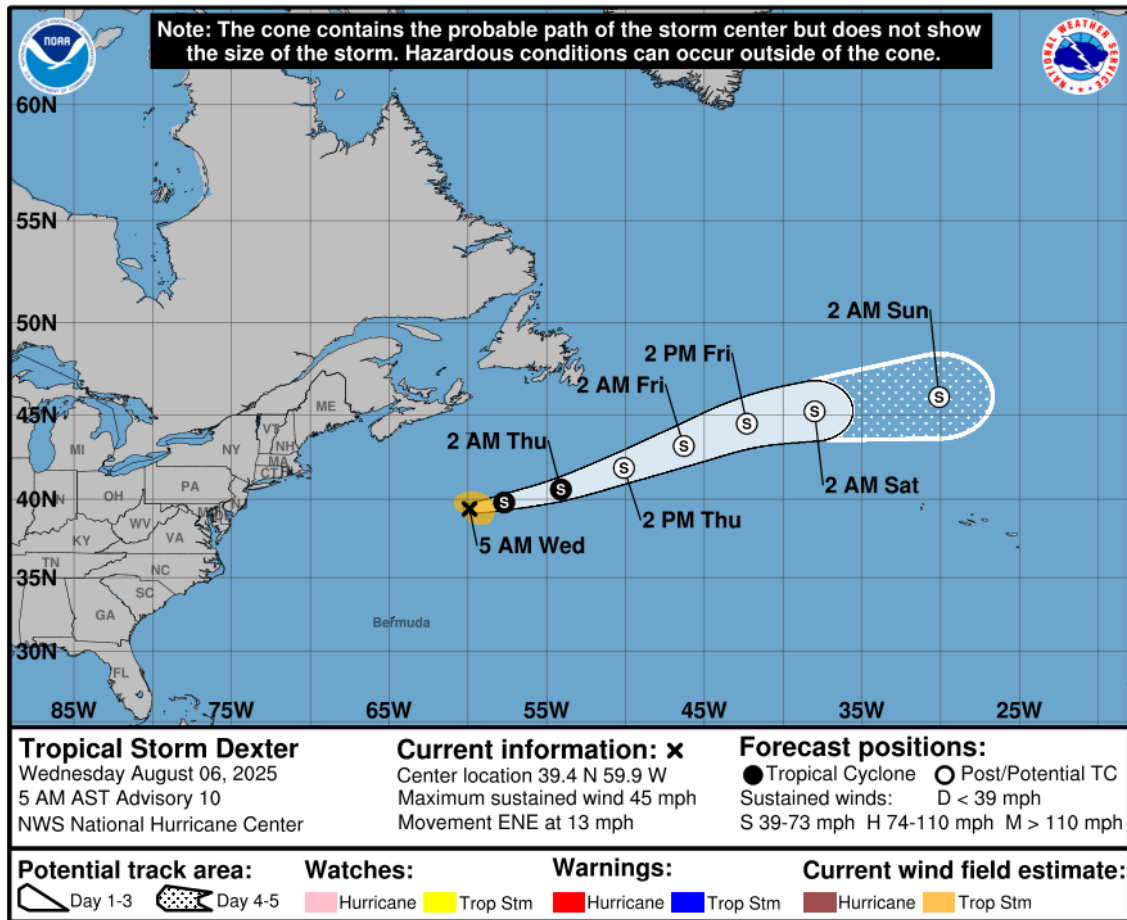 Note: The cone contains the probable path of the storm center but does not show
the size of the storm. Hazardous conditions can occur outside of the cone.
NOAA
NATIONAL WEATHER SERVICE
60N
55N
50N
2 AM Sun
2 PM Fri
2 AM Fri
45N
ME
VT
NH
NY
MI
MA
CT
2 AM Thu
S
S
S
S
S
S
S
2 AM Sat
PA
40N
OH
2 PM Thu
WV
5 AM Wed
KY
VA
TN
NC
35N
SC
GA
Bermuda
30N
FL
85W
75W
65W
55W
45W
35W
25W
Tropical Storm Dexter
Wednesday August 06, 2025
5 AM AST Advisory 10
NWS National Hurricane Center
Current information: ×
Center location 39.4 N 59.9 W
Maximum sustained wind 45 mph
Movement ENE at 13 mph
Forecast positions:
Tropical Cyclone Post/Potential TC
Sustained winds: D < 39 mph
S 39-73 mph H 74-110 mph M > 110 mph
Potential track area:
Day 1-3 Day 4-5
Watches:
Hurricane Trop Stm
Warnings:
Hurricane Trop Stm
Current wind field estimate:
Hurricane Trop Stm